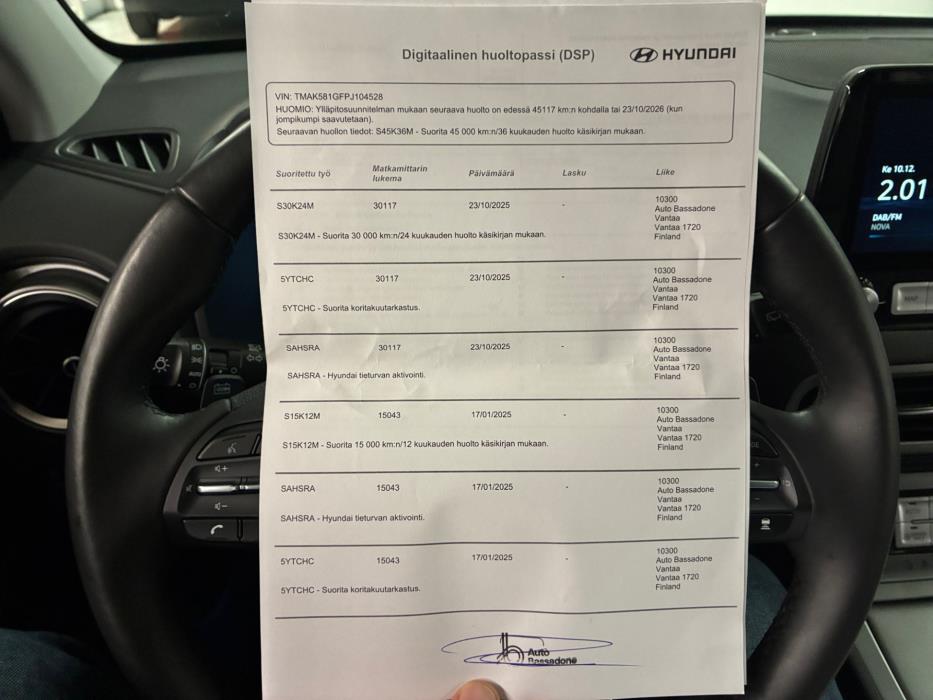 Digitaalinen huoltopassi (DSP)
HYUNDAI
VIN: TMAK581GFPJ104528
HUOMIO: Ylläpitosuunnitelman mukaan seuraava huolto on edessä 45117 km:n kohdalla tai 23/10/2026 (kun
jompikumpi saavutetaan).
Seuraavan huollon tiedot: S45K36M - Suorita 45 000 km:n/36 kuukauden huolto käsikirjan mukaan.
Suoritettu työ Matkamittarin lukema Päivämäärä Lasku Liike
S30K24M 30117 23/10/2025 - 10300
Auto Bassadone
Vantaa
Vantaa 1720
Finland
S30K24M - Suorita 30 000 km:n/24 kuukauden huolto käsikirjan mukaan.
5YTCHC 30117 23/10/2025 - 10300
Auto Bassadone
Vantaa
Vantaa 1720
Finland
5YTCHC - Suorita koritakuutarkastus.
SAHSRA 30117 23/10/2025 - 10300
Auto Bassadone
Vantaa
Vantaa 1720
Finland
SAHSRA - Hyundai tieturvan aktivointi.
S15K12M 15043 17/01/2025 - 10300
Auto Bassadone
Vantaa
Vantaa 1720
Finland
S15K12M - Suorita 15 000 km:n/12 kuukauden huolto käsikirjan mukaan.
SAHSRA 15043 17/01/2025 - 10300
Auto Bassadone
Vantaa
Vantaa 1720
Finland
SAHSRA - Hyundai tieturvan aktivointi.
5YTCHC 15043 17/01/2025 - 10300
Auto Bassadone
Vantaa
Vantaa 1720
Finland
5YTCHC - Suorita koritakuutarkastus.
Auto
Bassadone
Ke 10.12.
2.01
DAB/FM
NOVA
MAP
AUTO